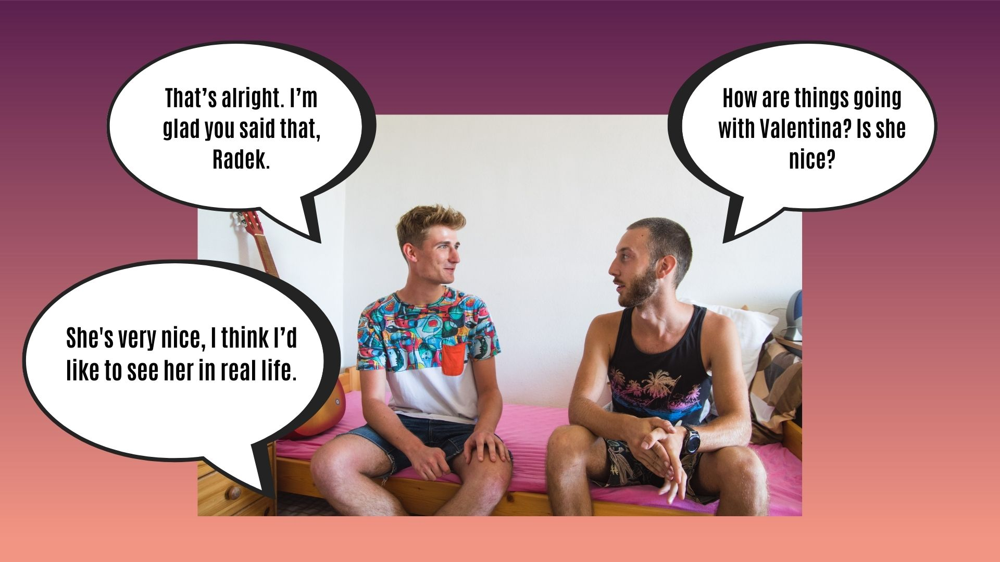 That’s alright. I’m
glad you said that,
Radek.
How are things going
with Valentina? Is she
nice?
She's very nice, I think I’d
like to see her in real life.